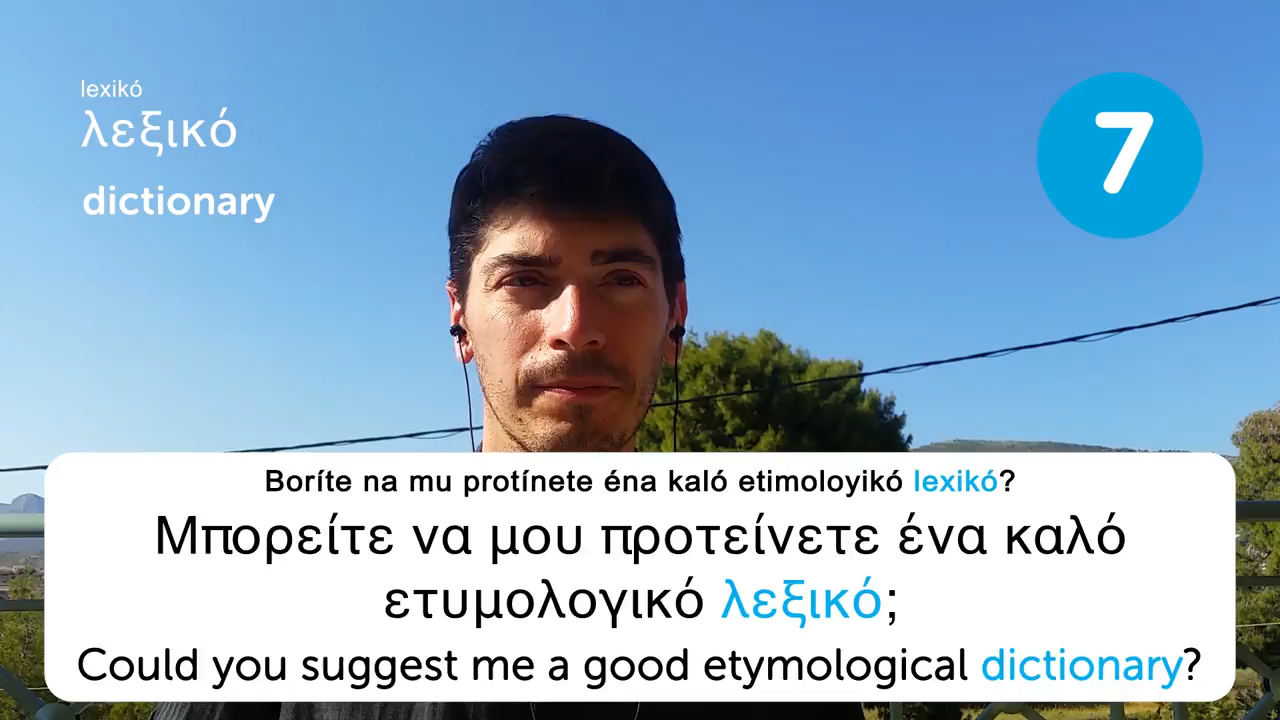 lexikó
λεξικό
dictionary
7
Boríte na mu protínete éna kaló etimoloyikó lexikó?
Μπορείτε να μου προτείνετε ένα καλό
ετυμολογικό λεξικό;
Could you suggest me a good etymological dictionary?